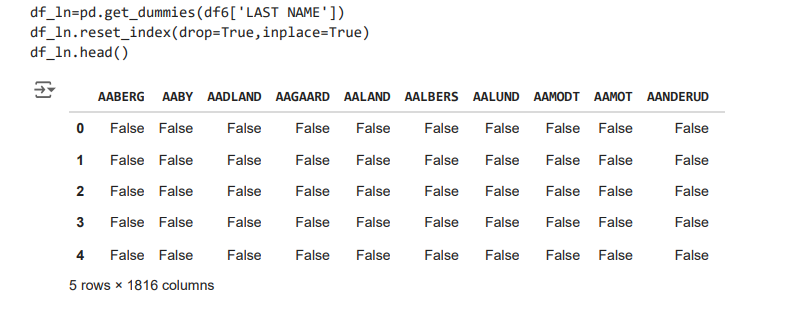 df_ln=pd.get_dummies(df6['LAST NAME'])
df_ln.reset_index(drop=True,inplace=True)
df_ln.head()
AABERG AABY AADLAND AAGAARD AALAND AALBERS AALUND AAMODT AAMOT AANDERUD
0 False False False False False False False False False False
1 False False False False False False False False False False
2 False False False False False False False False False False
3 False False False False False False False False False False
4 False False False False False False False False False False
5 rows × 1816 columns